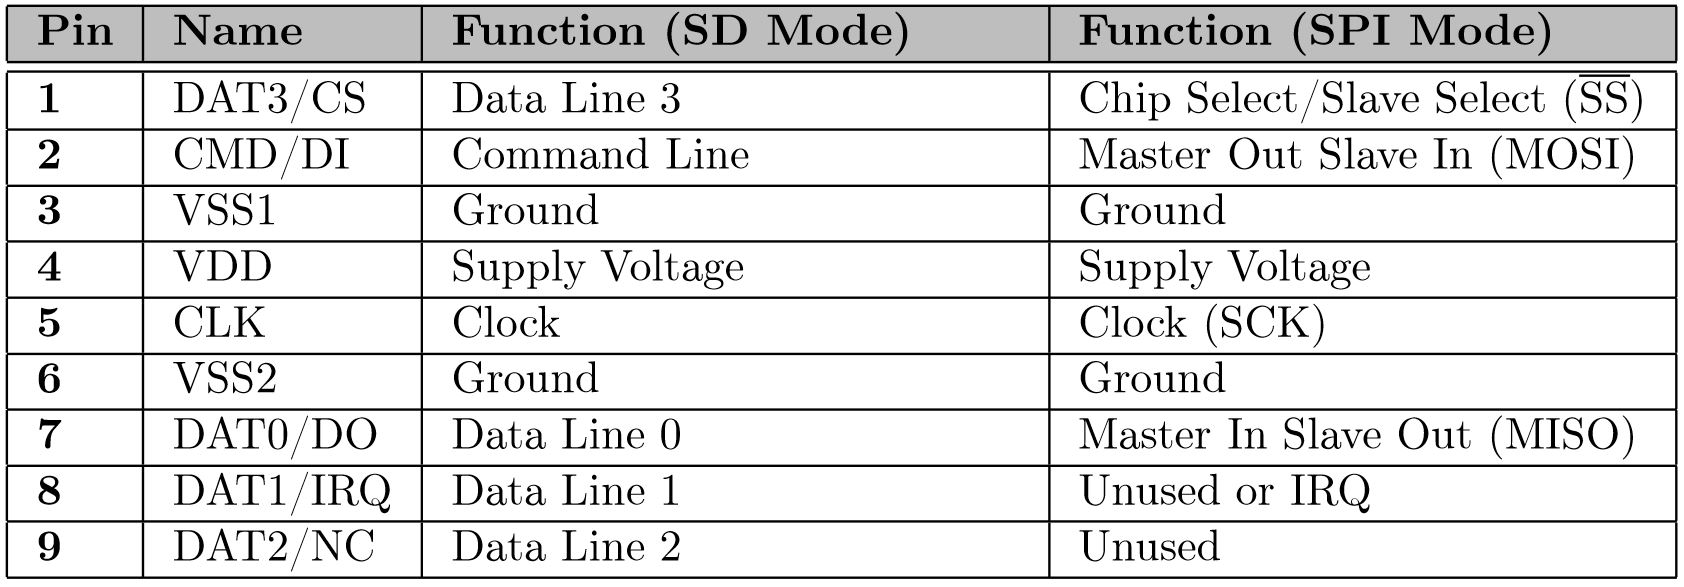 Pin Name Function (SD Mode) Function (SPI Mode)
1 DAT3/CS Data Line 3 Chip Select/Slave Select (S̅S̅)
2 CMD/DI Command Line Master Out Slave In (MOSI)
3 VSS1 Ground Ground
4 VDD Supply Voltage Supply Voltage
5 CLK Clock Clock (SCK)
6 VSS2 Ground Ground
7 DAT0/DO Data Line 0 Master In Slave Out (MISO)
8 DAT1/IRQ Data Line 1 Unused or IRQ
9 DAT2/NC Data Line 2 Unused